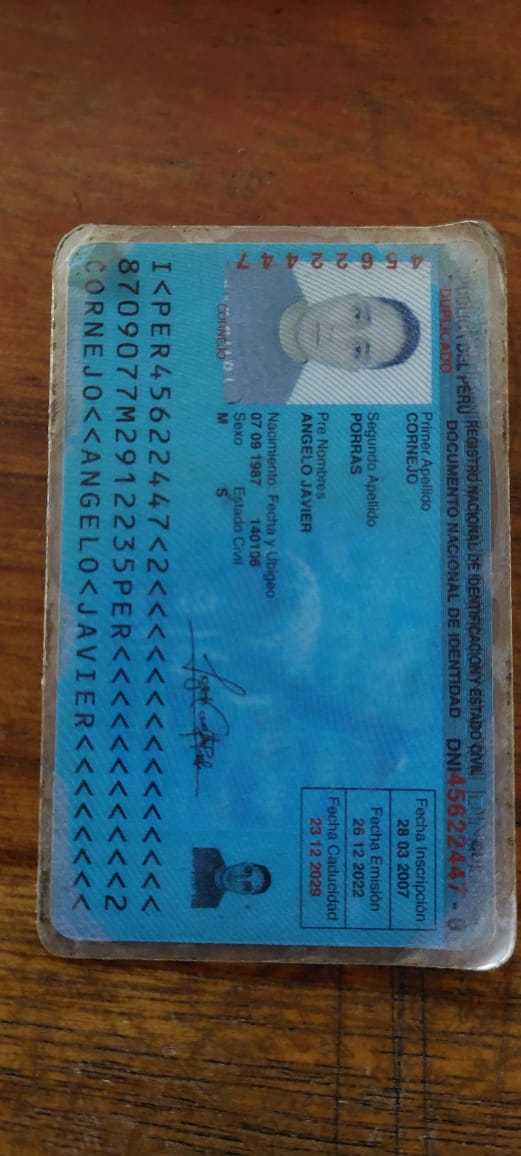 REGISTRO NACIONAL DE IDENTIFICACION Y ESTADO CIVIL
DOCUMENTO NACIONAL DE IDENTIDAD DNI 45622447 - 0
DUPLICADO
45622447
CORNEJO
Primer Apellido
CORNEJO
Segundo Apellido
PORRAS
Pre Nombres
ANGELO JAVIER
Nacimiento: Fecha y Ubigeo
07 09 1987 140106
Sexo Estado Civil
M S
Fecha Inscripción
28 03 2007
Fecha Emisión
26 12 2022
Fecha Caducidad
23 12 2029
I<PER45622447<2<<<<<<<<<<<<<<<
8709077M2912235PER<<<<<<<<<<<2
CORNEJO<<ANGELO<JAVIER<<<<<<<<